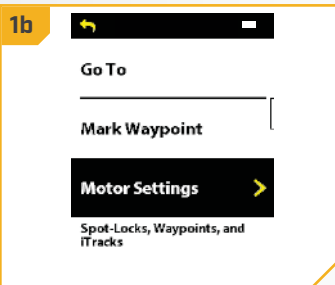 1b
Go To
Mark Waypoint
Motor Settings
Spot-Locks, Waypoints, and
iTracks